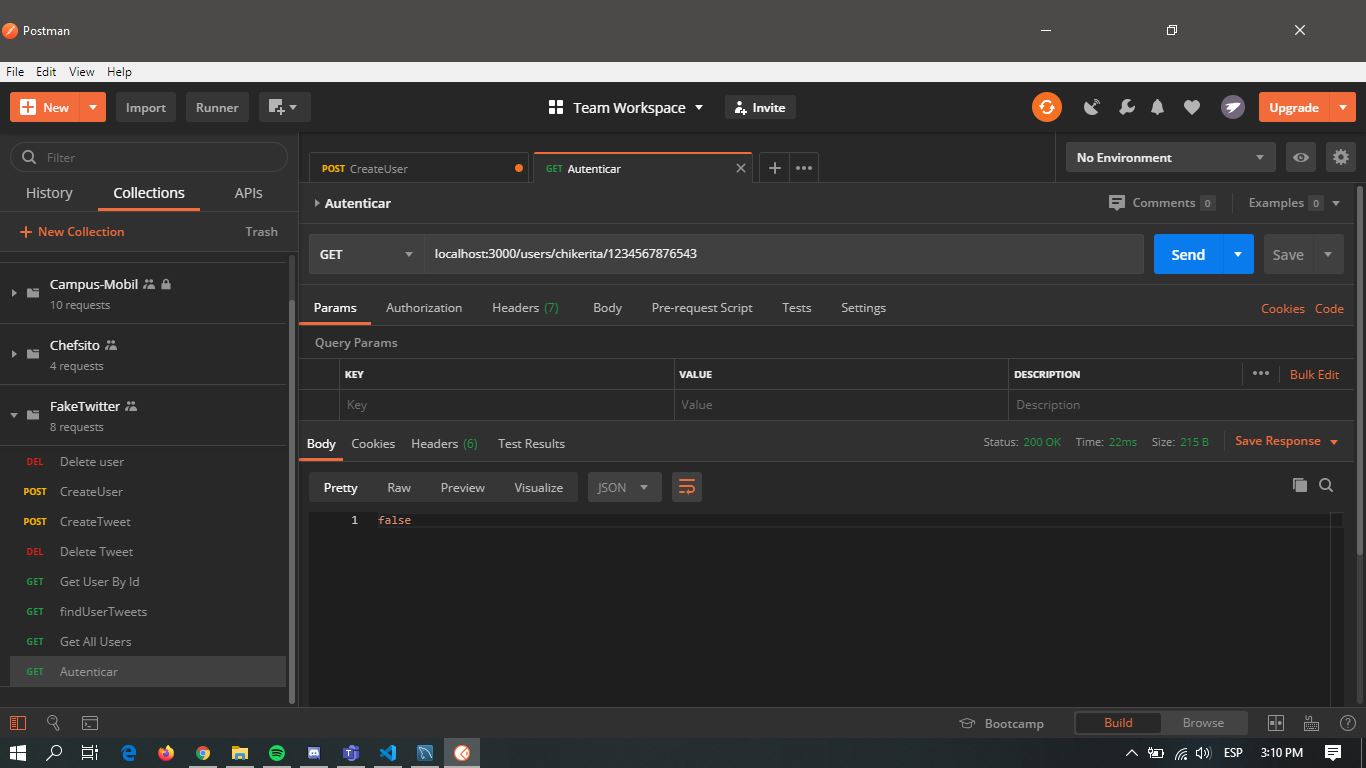 Postman
File Edit View Help
New Import Runner Team Workspace Invite Upgrade
Filter
History Collections APIs
New Collection Trash
Campus-Mobil
10 requests
Chefsito
4 requests
FakeTwitter
8 requests
DEL Delete user
POST CreateUser
POST CreateTweet
DEL Delete Tweet
GET Get User By Id
GET findUserTweets
GET Get All Users
GET Autenticar
POST CreateUser GET Autenticar No Environment
Autenticar Comments 0 Examples 0
GET localhost:3000/users/chikerita/1234567876543 Send Save
Params Authorization Headers (7) Body Pre-request Script Tests Settings Cookies Code
Query Params
KEY VALUE DESCRIPTION Bulk Edit
Key Value Description
Body Cookies Headers (6) Test Results Status: 200 OK Time: 22ms Size: 215 B Save Response
Pretty Raw Preview Visualize JSON
1 false
Bootcamp Build Browse
ESP 3:10 PM